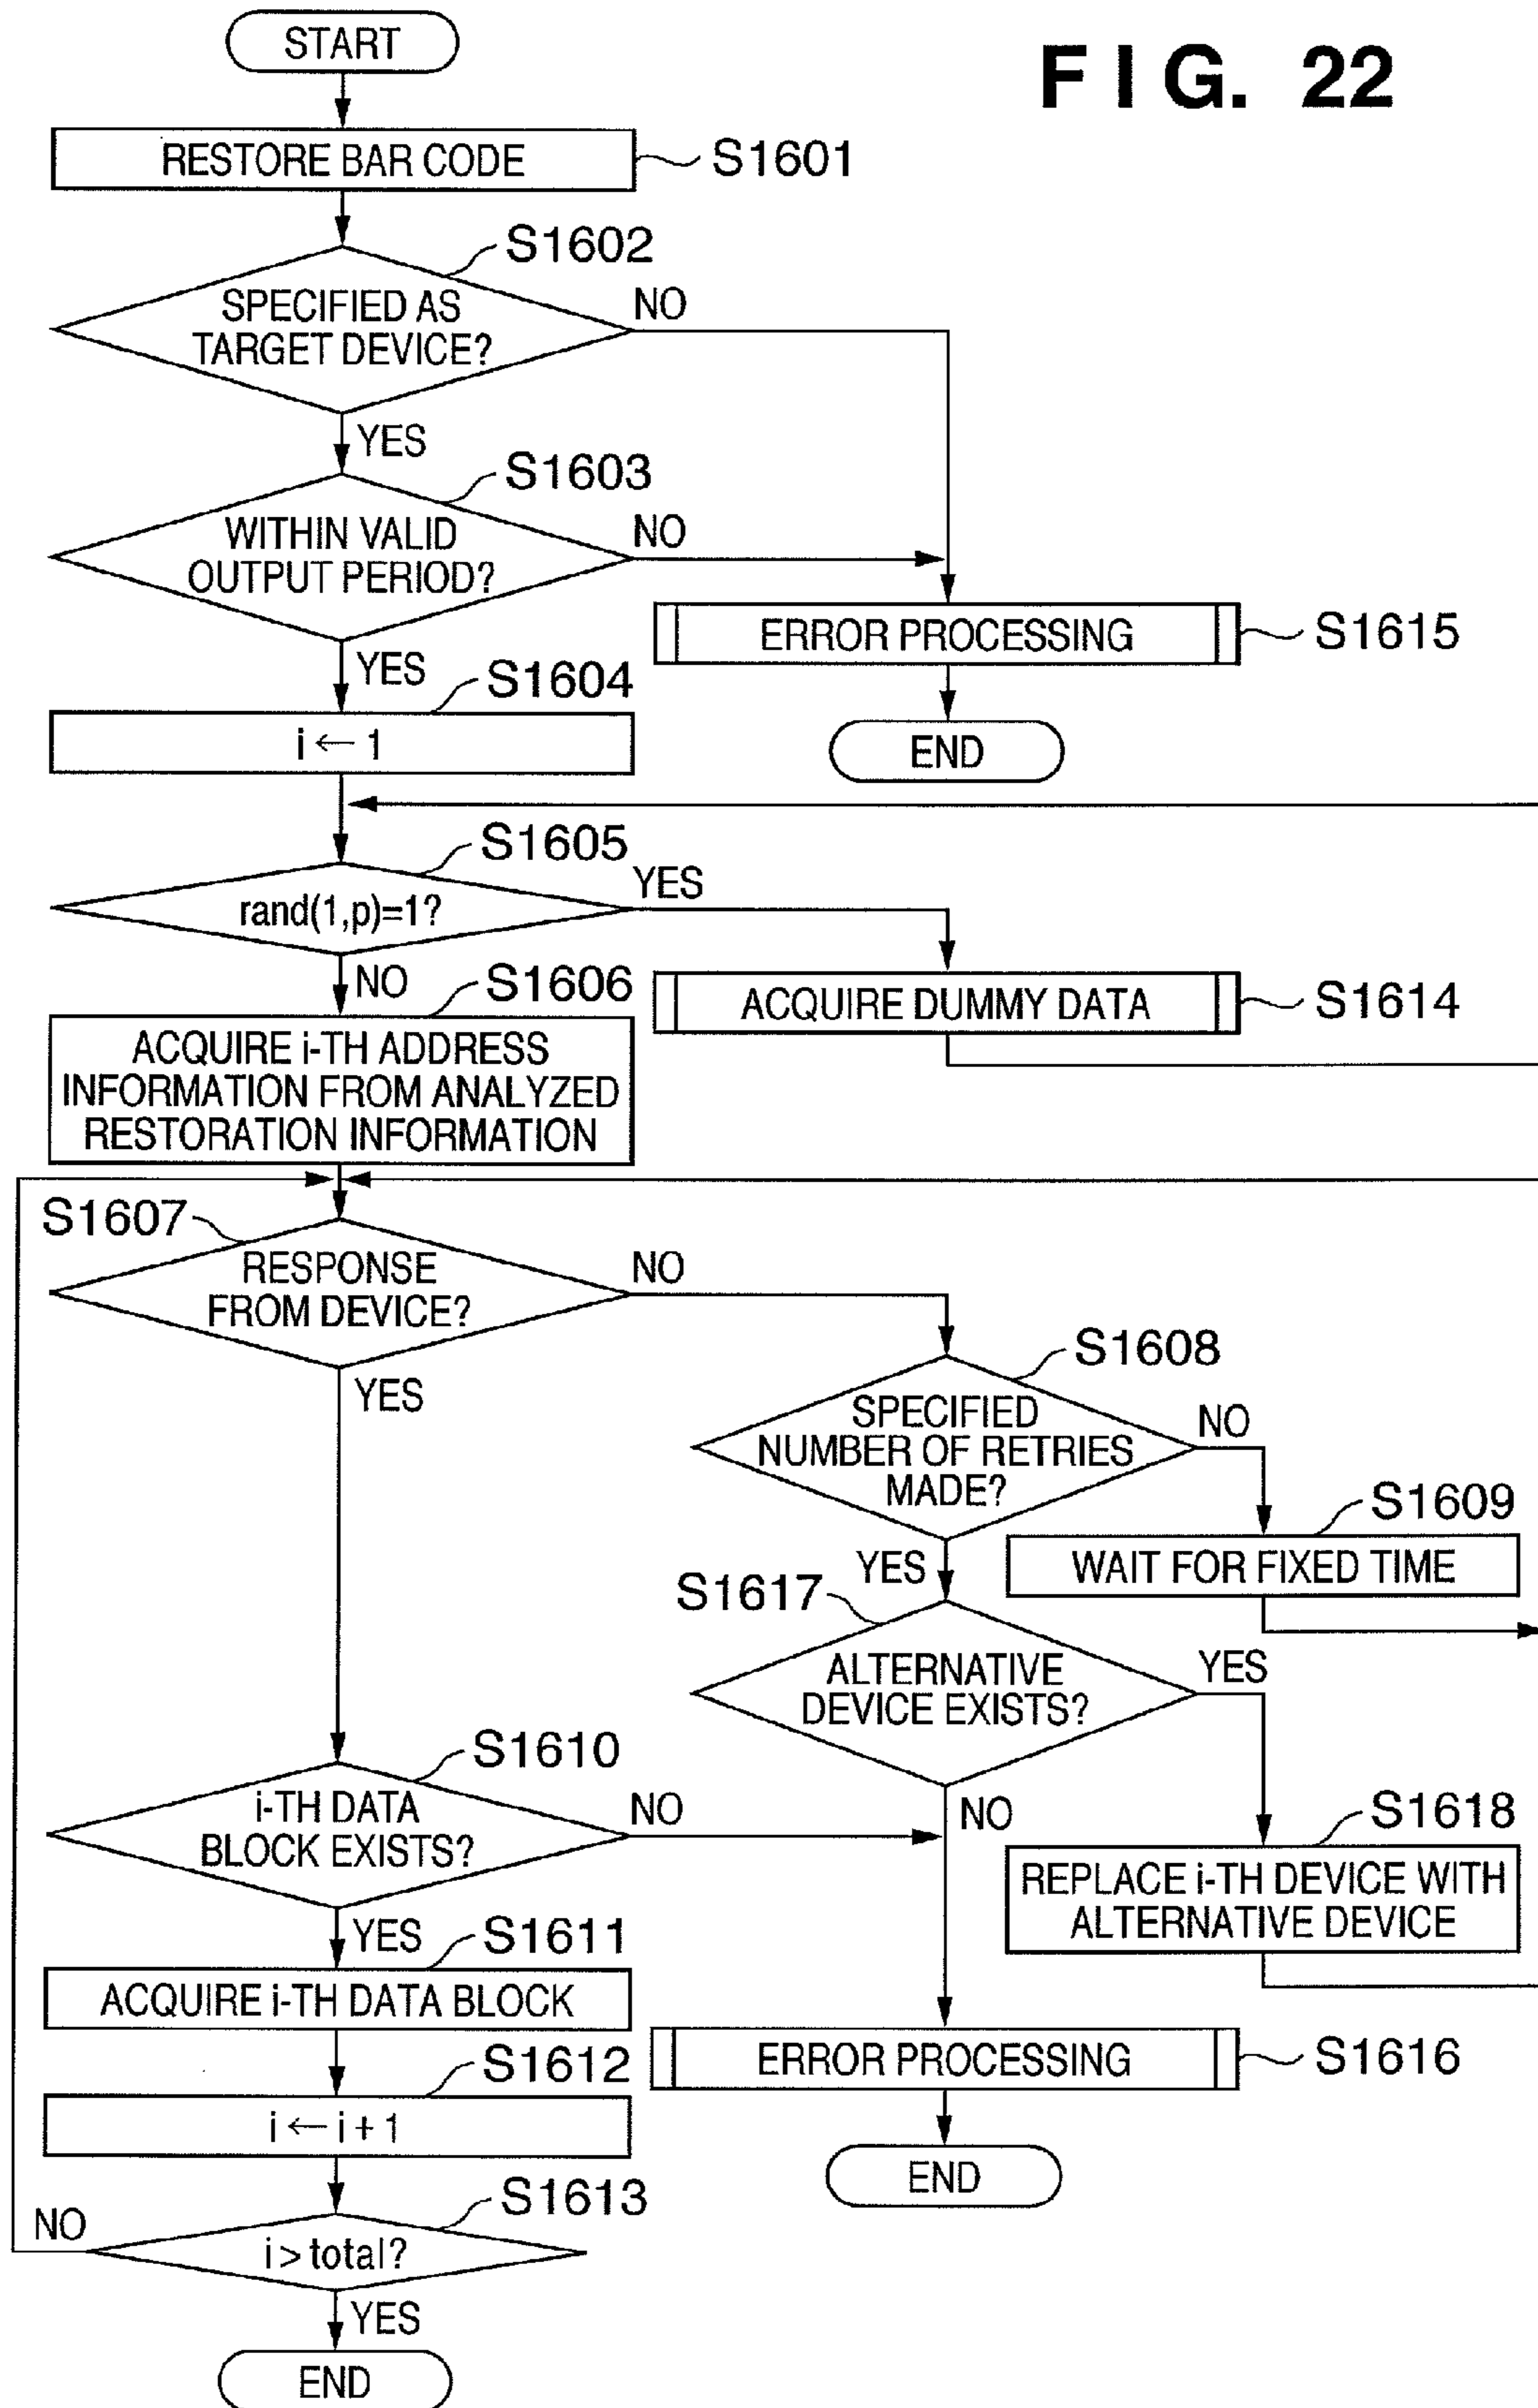 FIG. 22
START
RESTORE BAR CODE
S1601
S1602
SPECIFIED AS
TARGET DEVICE?
NO
YES
S1603
WITHIN VALID
OUTPUT PERIOD?
NO
YES
ERROR PROCESSING
S1615
END
S1604
i ← 1
S1605
rand(1,p)=1?
YES
NO
ACQUIRE DUMMY DATA
S1614
S1606
ACQUIRE i-TH ADDRESS
INFORMATION FROM ANALYZED
RESTORATION INFORMATION
S1607
RESPONSE
FROM DEVICE?
NO
YES
S1608
SPECIFIED
NUMBER OF RETRIES
MADE?
NO
YES
S1609
WAIT FOR FIXED TIME
S1617
ALTERNATIVE
DEVICE EXISTS?
YES
NO
S1618
REPLACE i-TH DEVICE WITH
ALTERNATIVE DEVICE
S1610
i-TH DATA
BLOCK EXISTS?
NO
YES
S1611
ACQUIRE i-TH DATA BLOCK
ERROR PROCESSING
S1616
END
S1612
i ← i + 1
S1613
i > total?
NO
YES
END